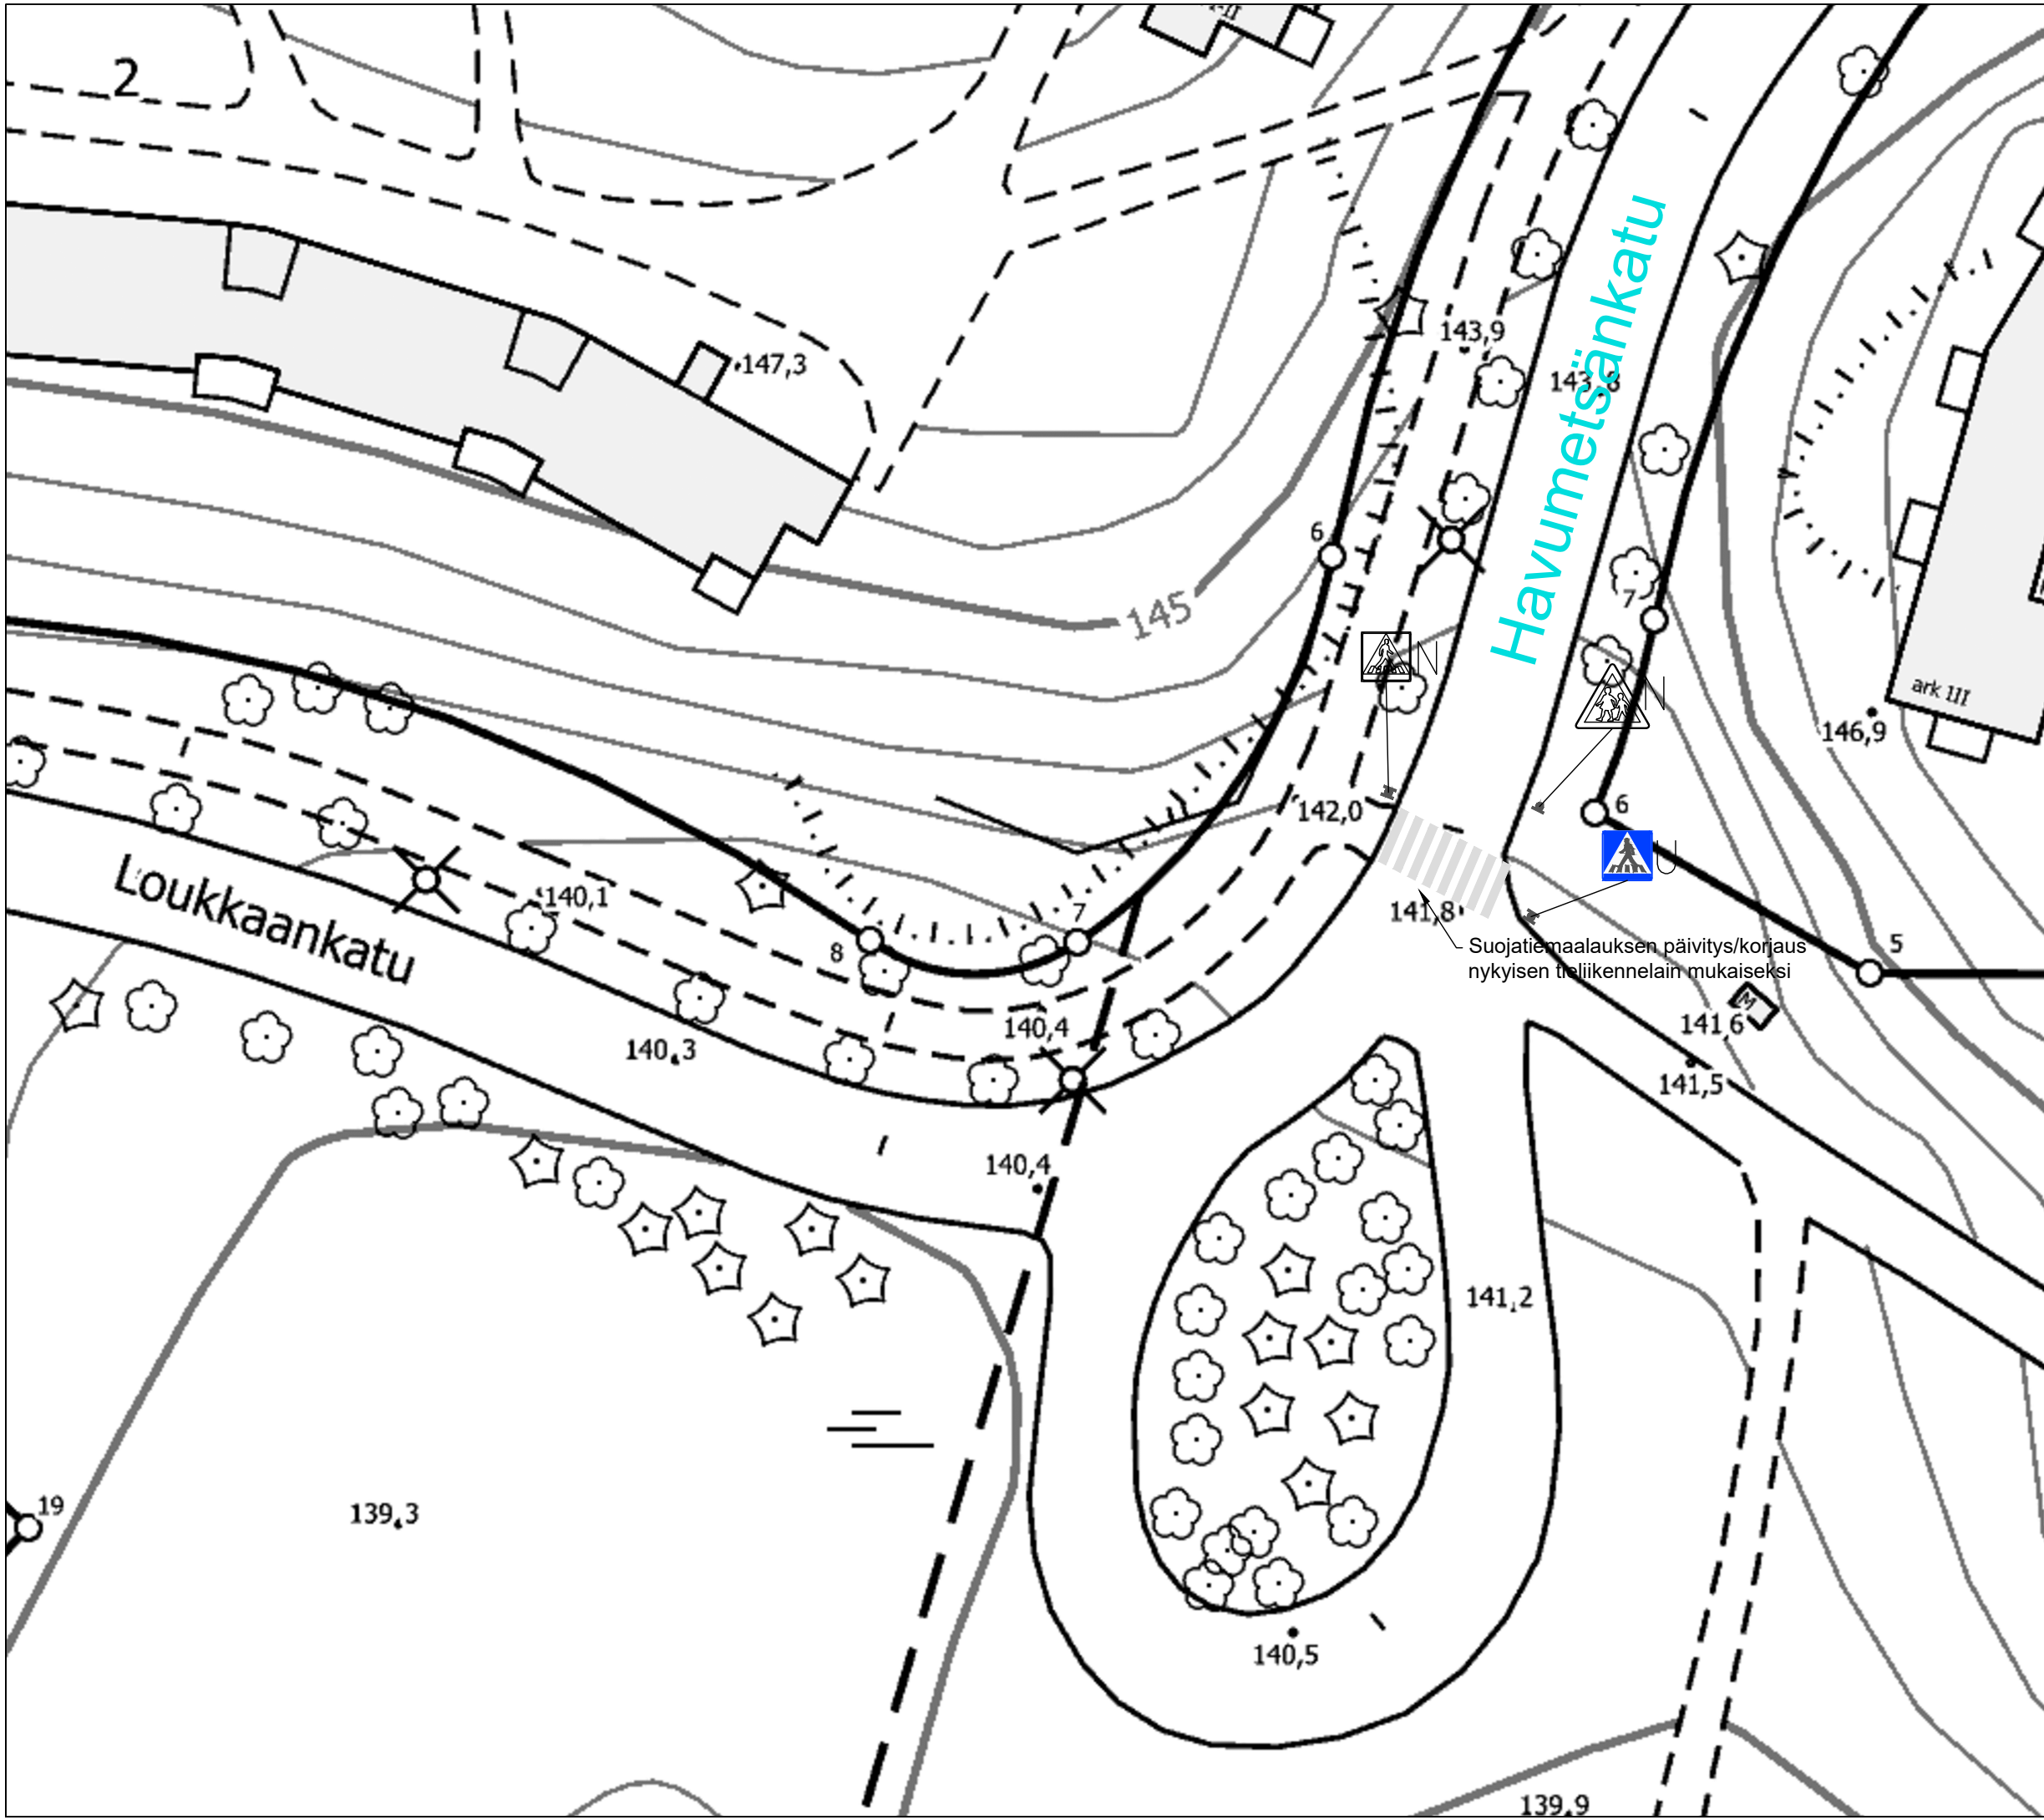 I-II
2
Havumetsänkatu
143,9
143,8
147,3
6
7
145
N
N
ark III
146,9
142,0
6
U
Loukkaankatu
140,1
141,8
7
8
5
Suojatiemaalauksen päivitys/korjaus
nykyisen tieliikennelain mukaiseksi
M
140,4
141,6
140,3
141,5
140,4
141,2
19
139,3
140,5
139,9